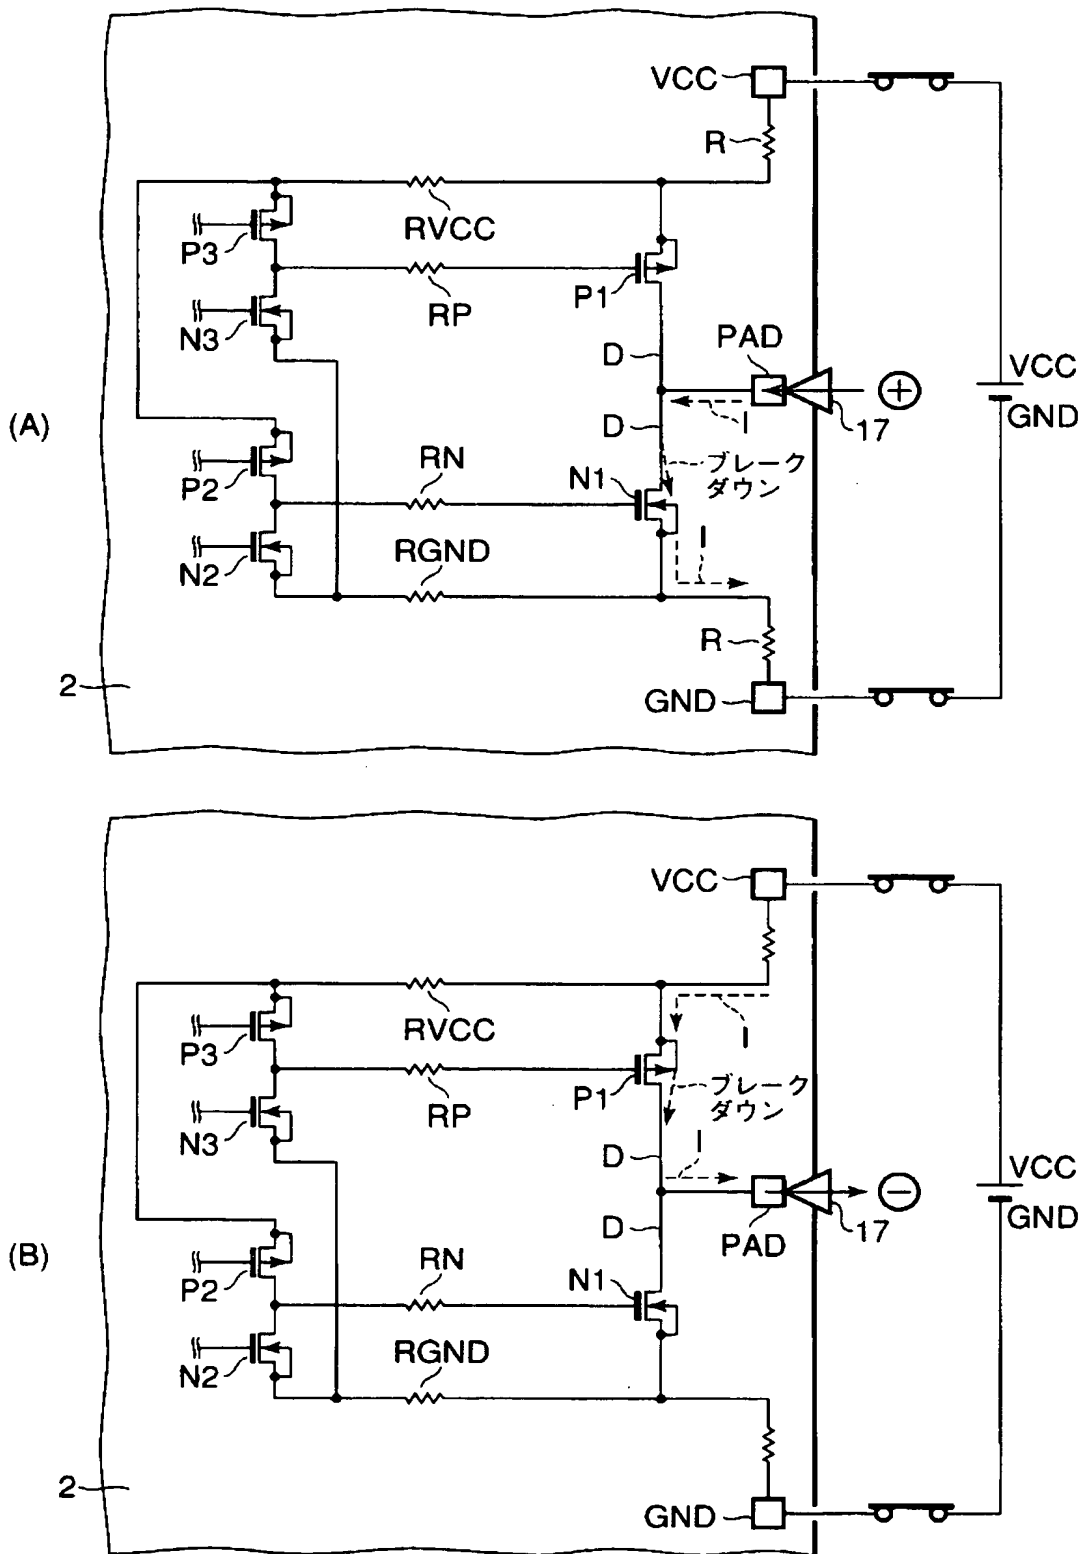 (A)
VCC
R
RVCC
P3
RP
P1
N3
PAD
D
VCC
GND
I
17
D
ブレーク
ダウン
P2
RN
N1
N2
RGND
I
R
2
GND
(B)
VCC
RVCC
I
P3
RP
P1
ブレーク
ダウン
N3
D
I
VCC
GND
D
PAD
17
P2
RN
N1
N2
RGND
2
GND